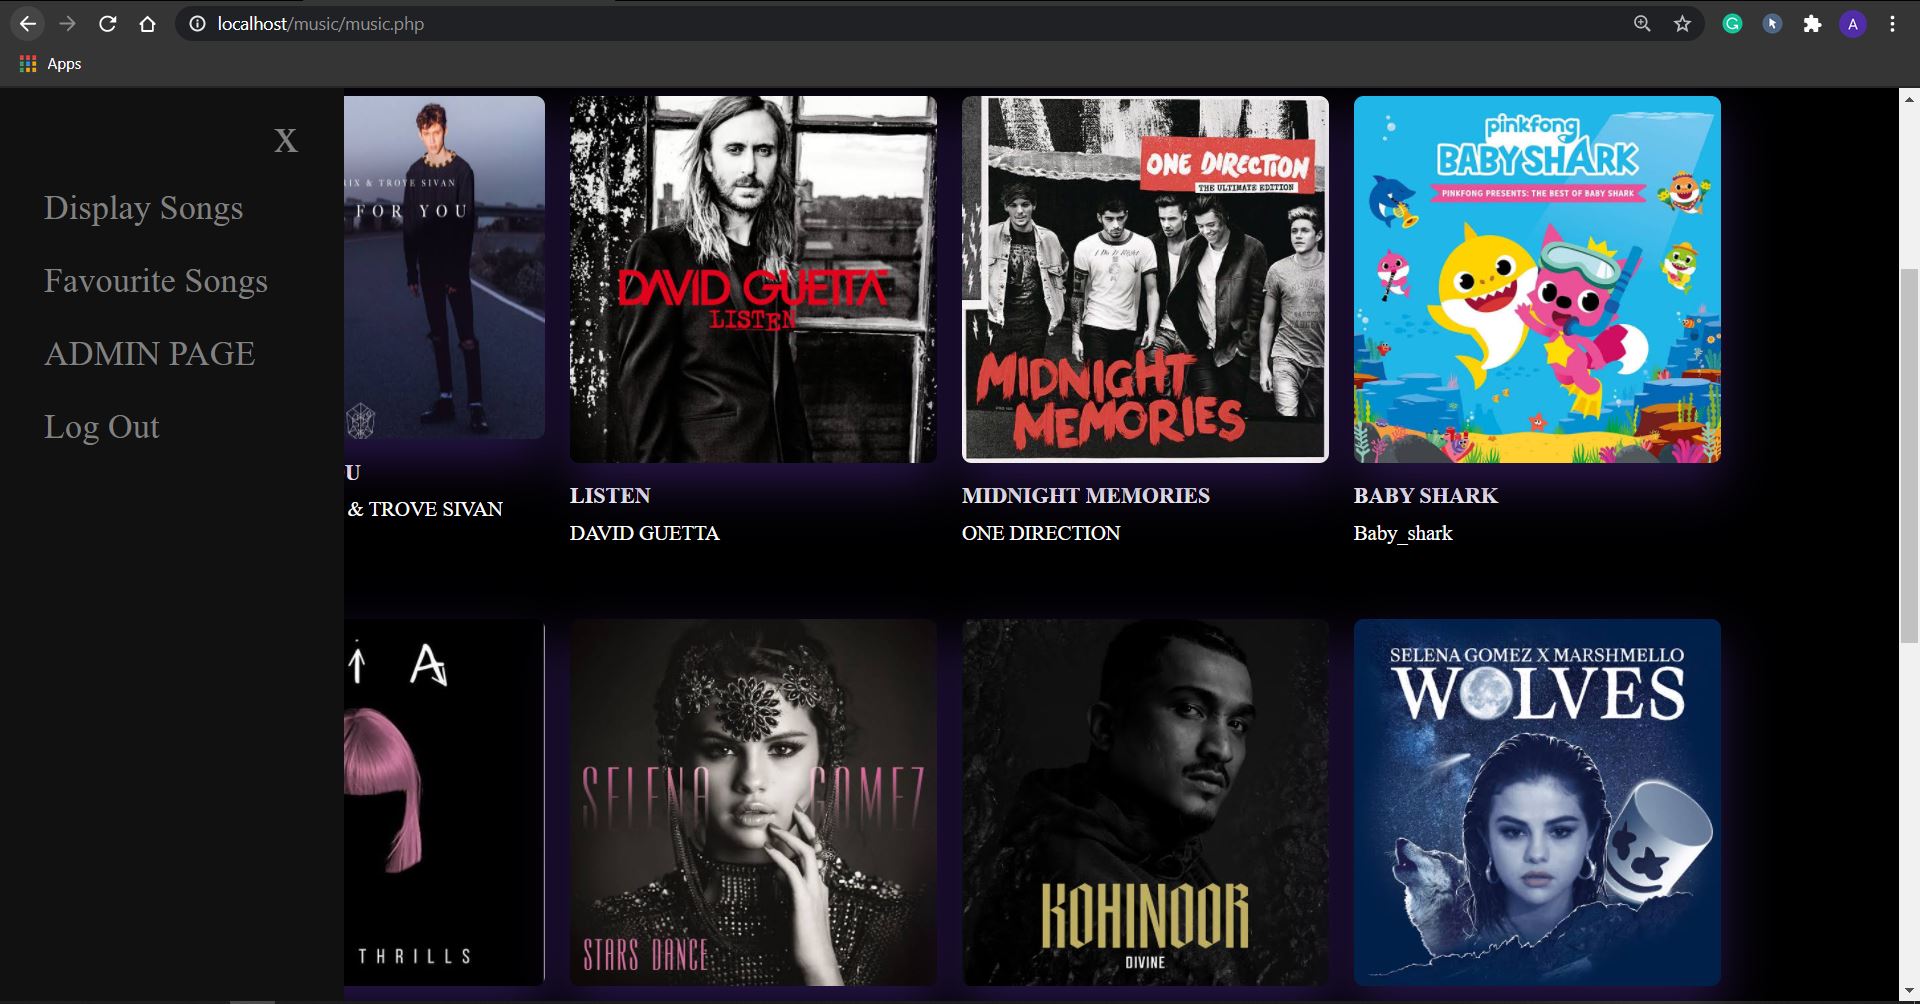 localhost/music/music.php
A
Apps
X
Display Songs
Favourite Songs
ADMIN PAGE
Log Out
IX & TROYE SIVAN
FOR YOU
U
& TROVE SIVAN
DAVID GUETTA
LISTEN
LISTEN
DAVID GUETTA
ONE DIRECTION
THE ULTIMATE EDITION
MIDNIGHT
MEMORIES
MIDNIGHT MEMORIES
ONE DIRECTION
pinkfong
BABY SHARK
PINKFONG PRESENTS: THE BEST OF BABY SHARK
BABY SHARK
Baby_shark
I A
THRILLS
SELENA GOMEZ
STARS DANCE
KOHINOOR
DIVINE
SELENA GOMEZ X MARSHMELLO
WOLVES